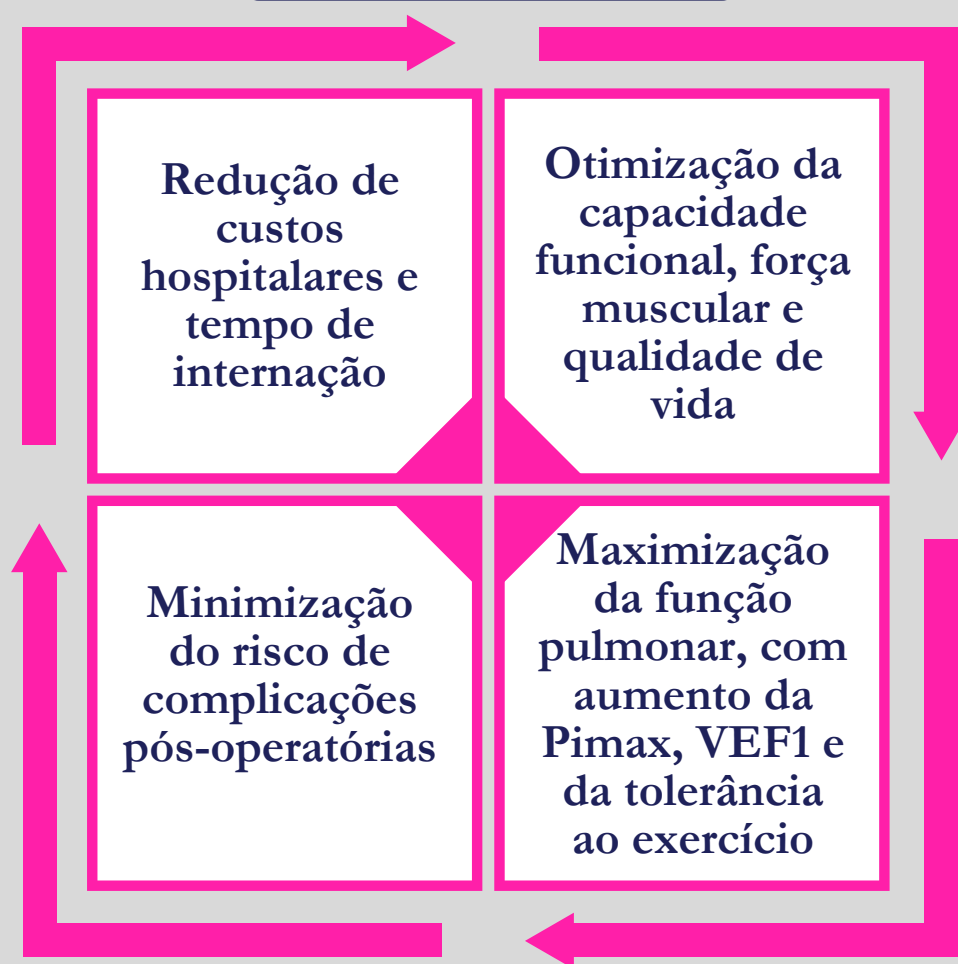 Redução de
custos
hospitalares e
tempo de
internação
Otimização da
capacidade
funcional, força
muscular e
qualidade de
vida
Minimização
do risco de
complicações
pós-operatórias
Maximização
da função
pulmonar, com
aumento da
Pimax, VEF1 e
da tolerância
ao exercício